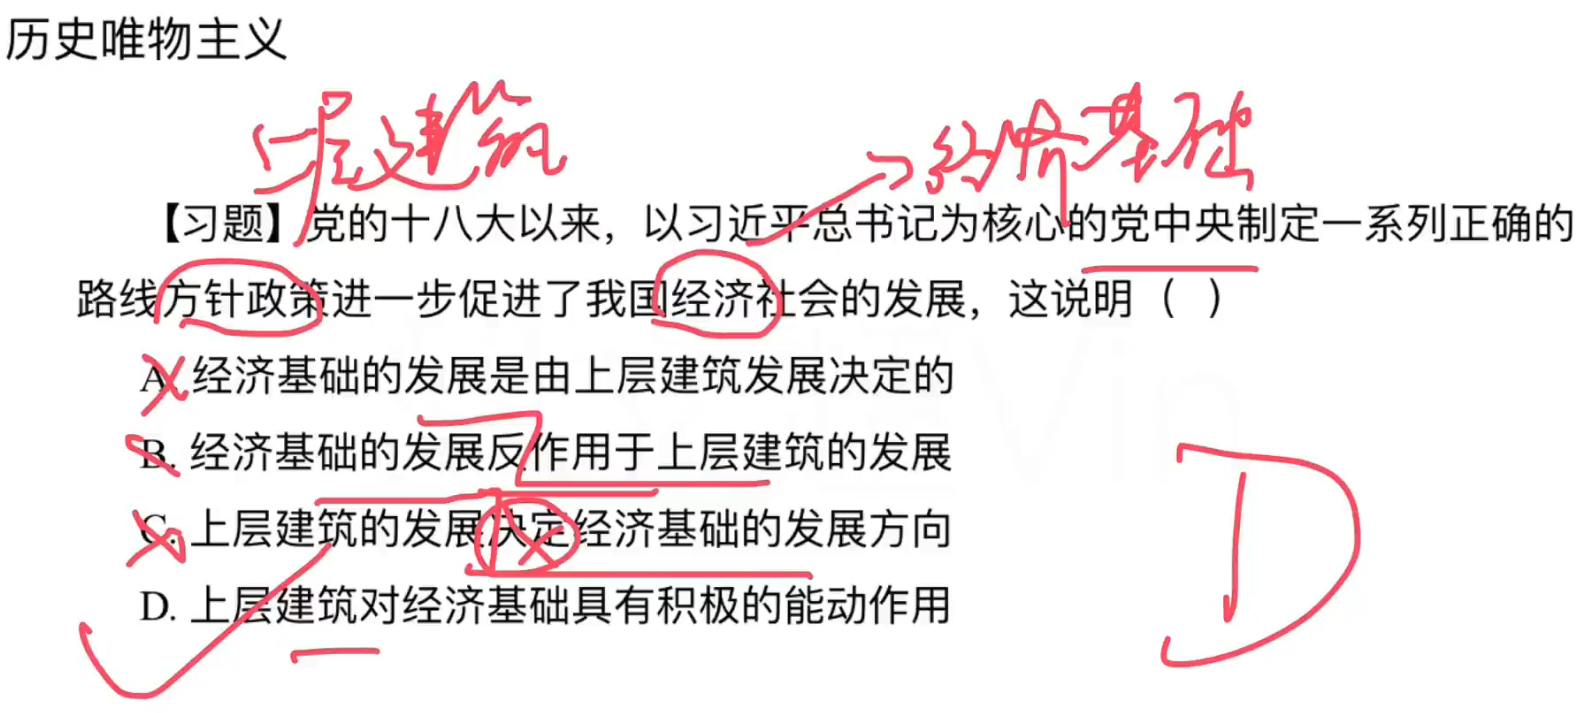 历史唯物主义
上层建筑
经济基础
【习题】党的十八大以来，以习近平总书记为核心的党中央制定一系列正确的
路线方针政策进一步促进了我国经济社会的发展，这说明（ ）
A. 经济基础的发展是由上层建筑发展决定的
B. 经济基础的发展反作用于上层建筑的发展
C. 上层建筑的发展决定经济基础的发展方向
D. 上层建筑对经济基础具有积极的能动作用
D